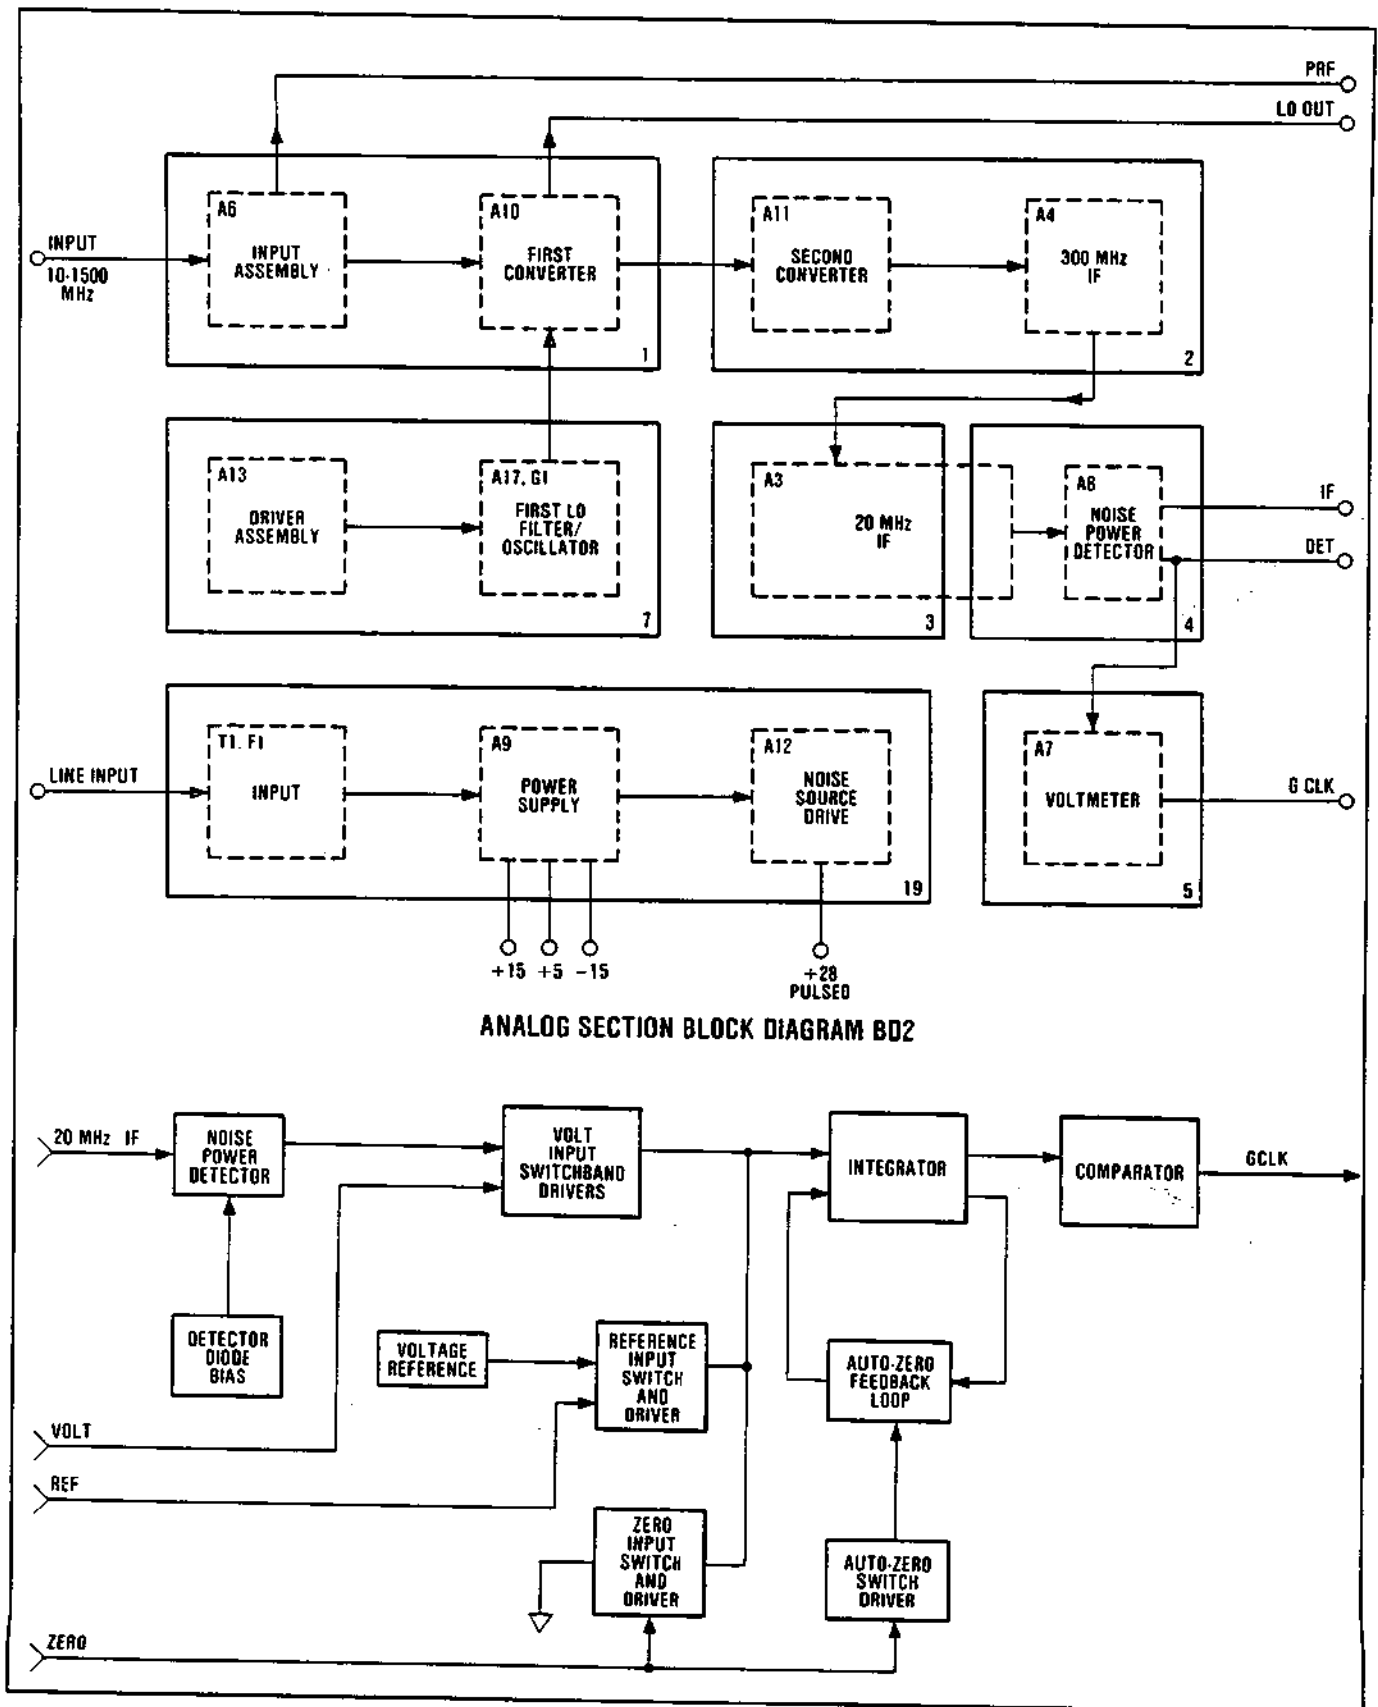 PRF
LO OUT
INPUT
10-1500
MHz
A6
INPUT
ASSEMBLY
A10
FIRST
CONVERTER
1
A11
SECOND
CONVERTER
A4
300 MHz
IF
2
A13
DRIVER
ASSEMBLY
A17, G1
FIRST LO
FILTER/
OSCILLATOR
7
A3
20 MHz
IF
3
A8
NOISE
POWER
DETECTOR
4
IF
DET
LINE INPUT
T1, F1
INPUT
A9
POWER
SUPPLY
A12
NOISE
SOURCE
DRIVE
19
A7
VOLTMETER
5
G CLK
+15 +5 -15
+28
PULSED
ANALOG SECTION BLOCK DIAGRAM BD2
20 MHz IF
NOISE
POWER
DETECTOR
VOLT
INPUT
SWITCHBAND
DRIVERS
INTEGRATOR
COMPARATOR
GCLK
DETECTOR
DIODE
BIAS
VOLTAGE
REFERENCE
REFERENCE
INPUT
SWITCH
AND
DRIVER
AUTO-ZERO
FEEDBACK
LOOP
VOLT
REF
ZERO
INPUT
SWITCH
AND
DRIVER
AUTO-ZERO
SWITCH
DRIVER
ZERO